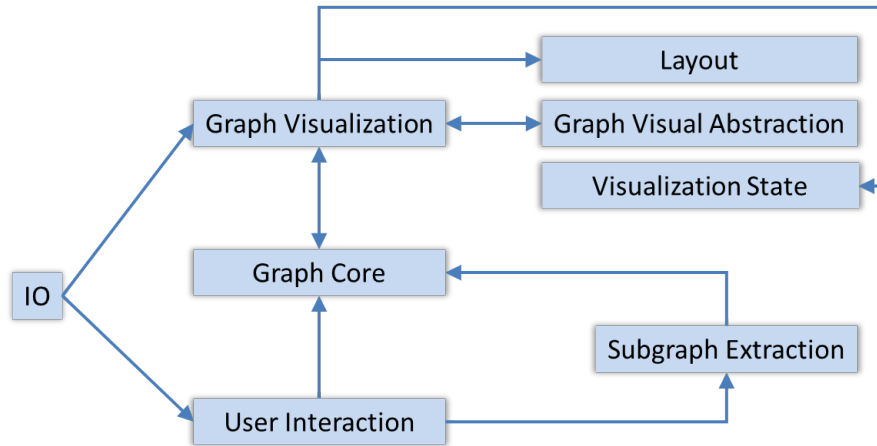 Layout
Graph Visualization
Graph Visual Abstraction
Visualization State
Graph Core
IO
Subgraph Extraction
User Interaction